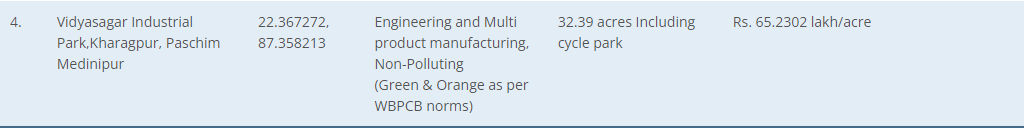 4.
Vidyasagar Industrial
Park,Kharagpur, Paschim
Medinipur
22.367272,
87.358213
Engineering and Multi
product manufacturing,
Non-Polluting
(Green & Orange as per
WBPCB norms)
32.39 acres Including
cycle park
Rs. 65.2302 lakh/acre